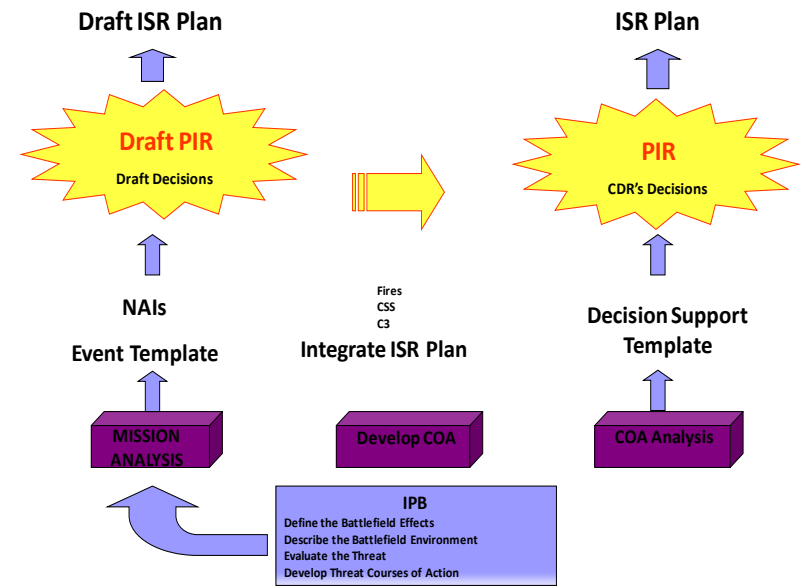 Draft ISR Plan
ISR Plan
Draft PIR
Draft Decisions
PIR
CDR's Decisions
NAIs
Event Template
Fires
CSS
C3
Integrate ISR Plan
Decision Support
Template
MISSION
ANALYSIS
Develop COA
COA Analysis
IPB
Define the Battlefield Effects
Describe the Battlefield Environment
Evaluate the Threat
Develop Threat Courses of Action